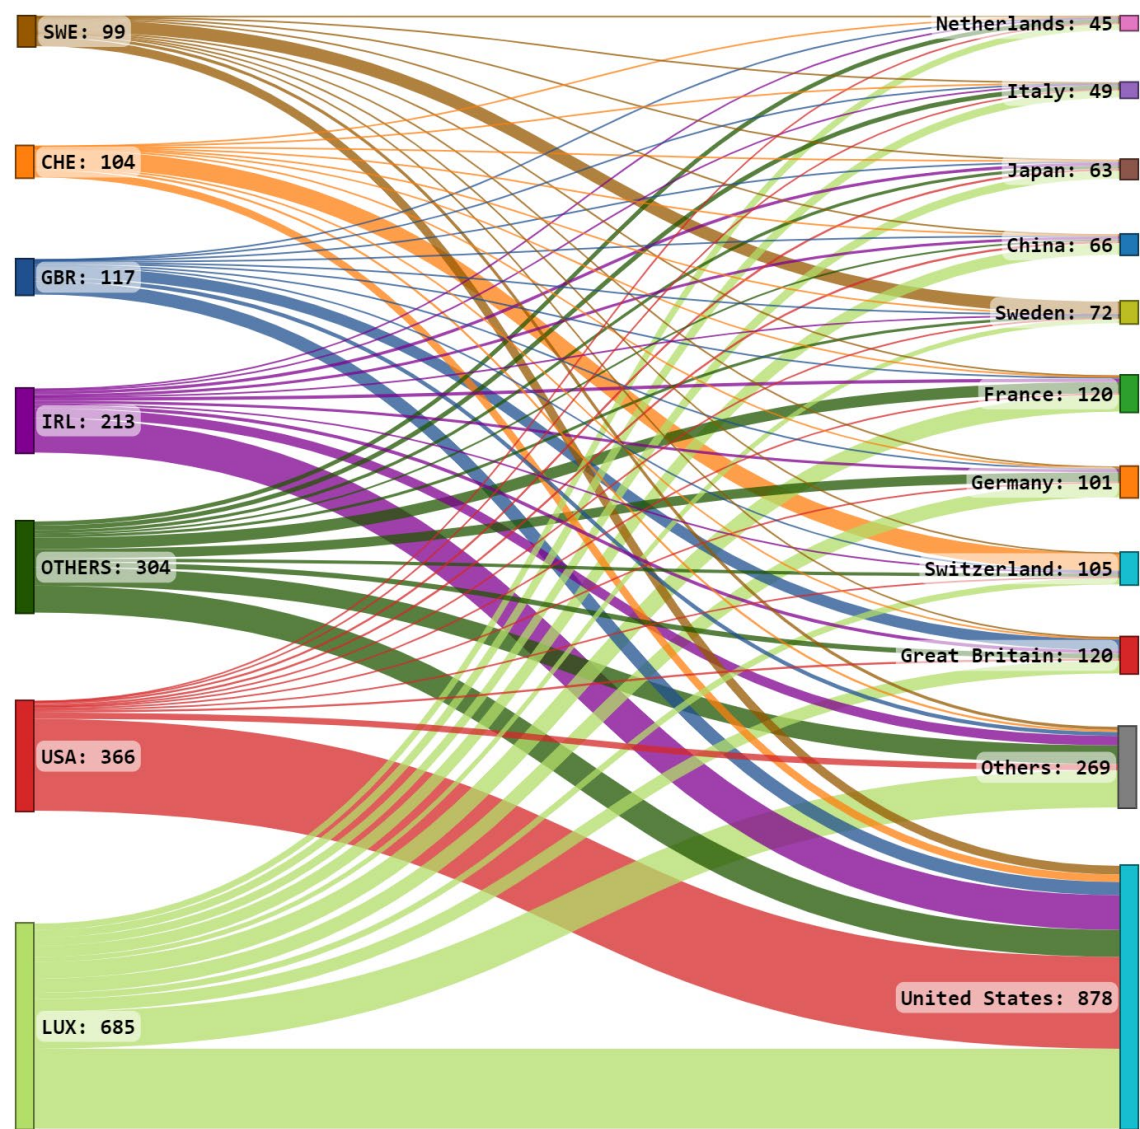 SWE: 99
CHE: 104
GBR: 117
IRL: 213
OTHERS: 304
USA: 366
LUX: 685
Netherlands: 45
Italy: 49
Japan: 63
China: 66
Sweden: 72
France: 120
Germany: 101
Switzerland: 105
Great Britain: 120
Others: 269
United States: 878